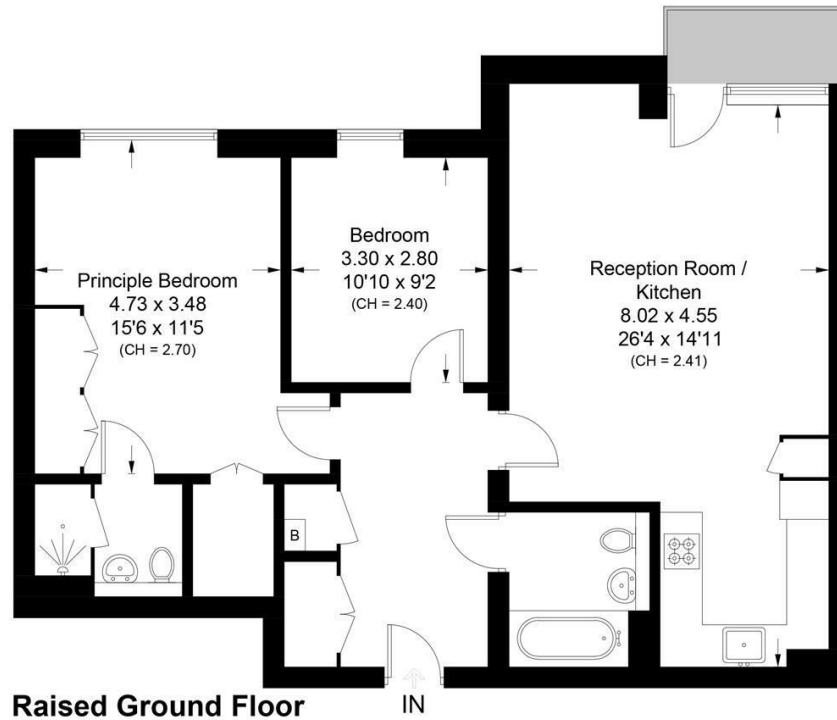 Principle Bedroom
4.73 x 3.48
15'6 x 11'5
(CH = 2.70)
Bedroom
3.30 x 2.80
10'10 x 9'2
(CH = 2.40)
Reception Room /
Kitchen
8.02 x 4.55
26'4 x 14'11
(CH = 2.41)
B
Raised Ground Floor
IN